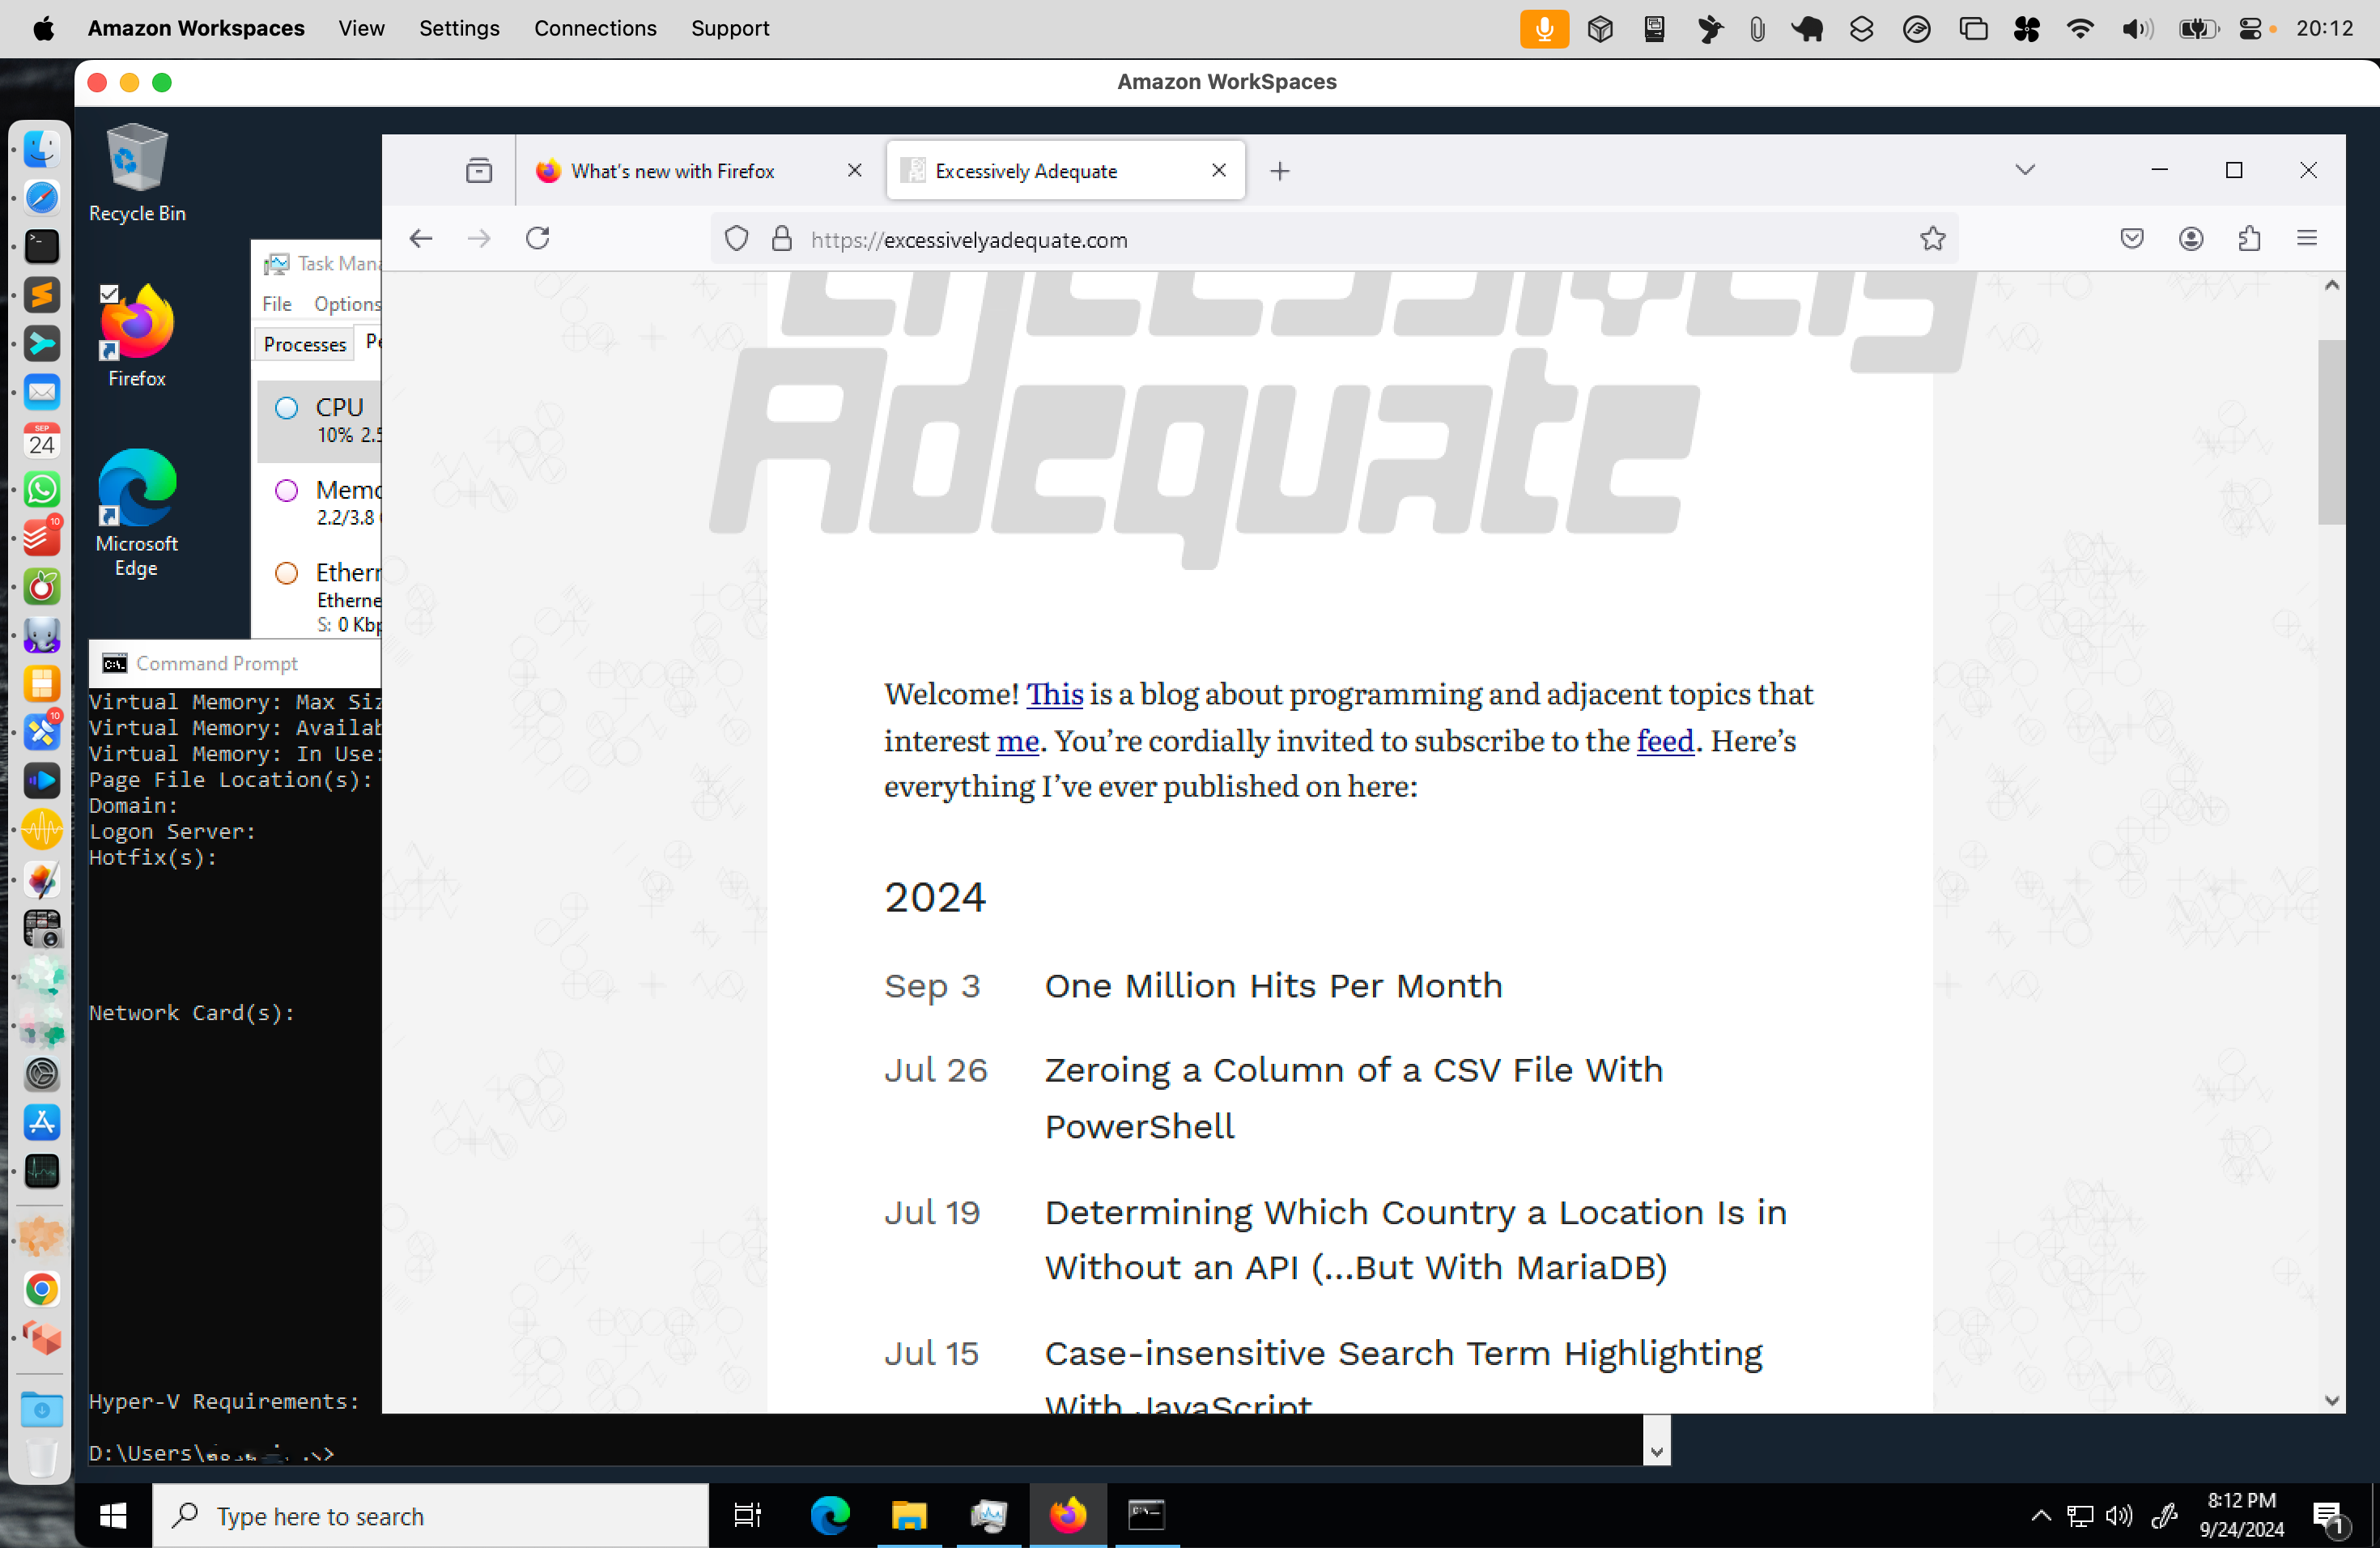 Amazon Workspaces View Settings Connections Support 20:12
Amazon WorkSpaces
SEP
24
10
10
Recycle Bin
Firefox
Microsoft
Edge
Task Mana
File Options
Processes Pe
CPU
10% 2.5
Memo
2.2/3.8
Ethern
Etherne
S: 0 Kbp
Command Prompt
Virtual Memory: Max Siz
Virtual Memory: Availab
Virtual Memory: In Use:
Page File Location(s):
Domain:
Logon Server:
Hotfix(s):
Network Card(s):
Hyper-V Requirements:
D:\Users\
What's new with Firefox
Excessively Adequate
https://excessivelyadequate.com
Excessively
Adequate
Welcome! This is a blog about programming and adjacent topics that
interest me. You’re cordially invited to subscribe to the feed. Here’s
everything I’ve ever published on here:
2024
Sep 3 One Million Hits Per Month
Jul 26 Zeroing a Column of a CSV File With
PowerShell
Jul 19 Determining Which Country a Location Is in
Without an API (…But With MariaDB)
Jul 15 Case-insensitive Search Term Highlighting
With JavaScript
Type here to search
8:12 PM
9/24/2024
1